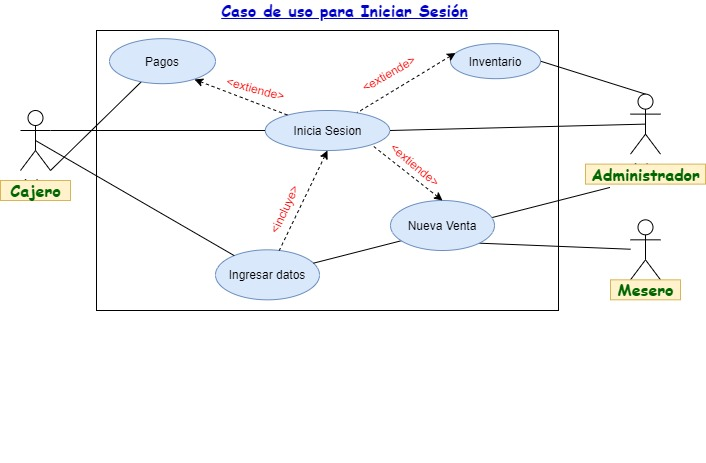 Caso de uso para Iniciar Sesión
Pagos
Inventario
<extiende>
<extiende>
Inicia Sesion
<extiende>
Cajero
Administrador
<incluye>
Nueva Venta
Ingresar datos
Mesero